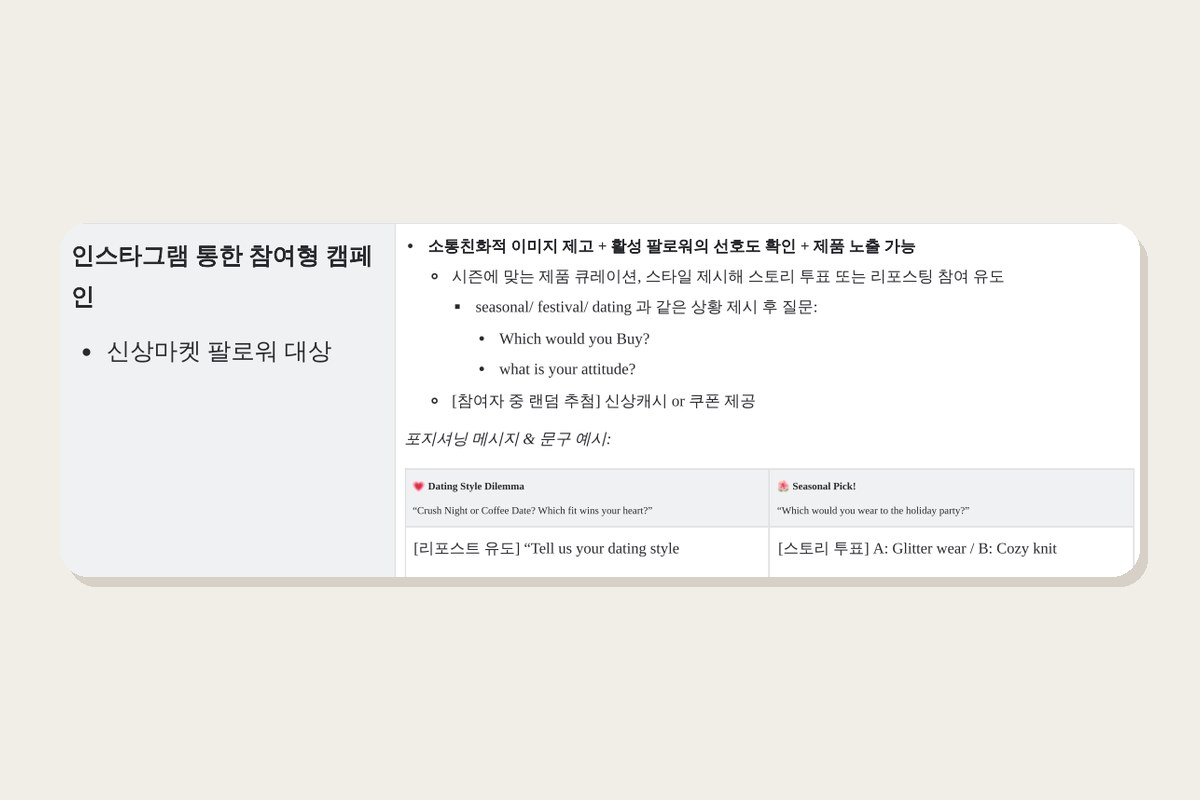 인스타그램 통한 참여형 캠페
인
• 신상마켓 팔로워 대상
• 소통친화적 이미지 제고 + 활성 팔로워의 선호도 확인 + 제품 노출 가능
시즌에 맞는 제품 큐레이션, 스타일 제시해 스토리 투표 또는 리포스팅 참여 유도
▪ seasonal/ festival/ dating 과 같은 상황 제시 후 질문:
• Which would you Buy?
• what is your attitude?
[참여자 중 랜덤 추첨] 신상캐시 or 쿠폰 제공
포지셔닝 메시지 & 문구 예시:
💗 Dating Style Dilemma
“Crush Night or Coffee Date? Which fit wins your heart?”
🌺 Seasonal Pick!
“Which would you wear to the holiday party?”
[리포스트 유도] “Tell us your dating style
[스토리 투표] A: Glitter wear / B: Cozy knit